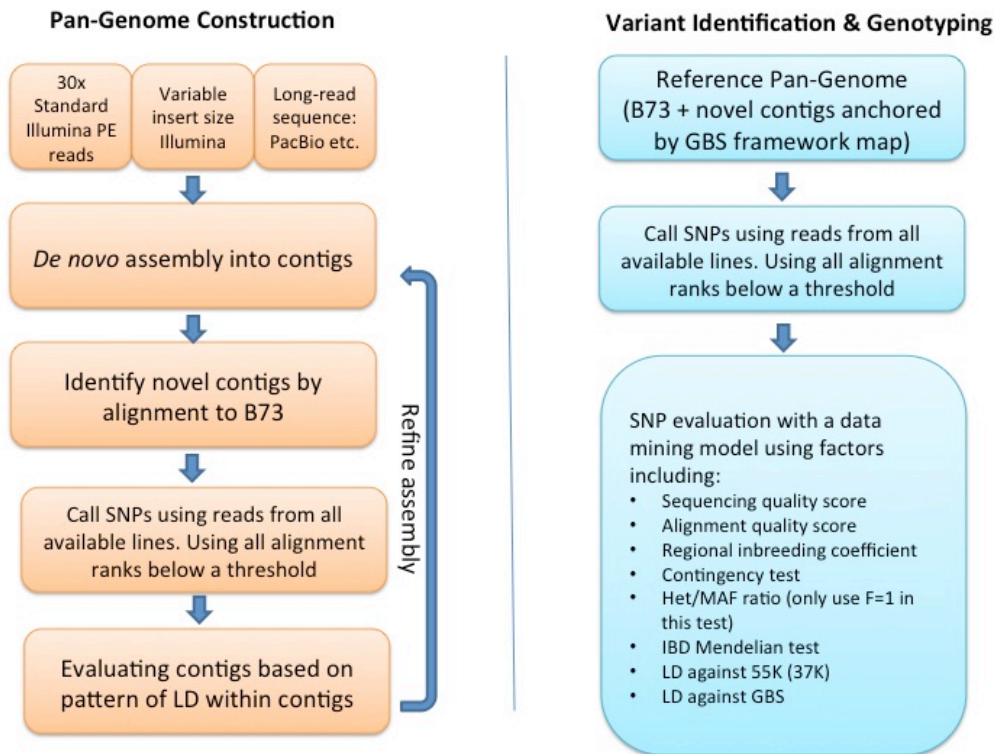 Pan-Genome Construction
30x
Standard
Illumina PE
reads
Variable
insert size
Illumina
Long-read
sequence:
PacBio etc.
De novo assembly into contigs
Identify novel contigs by
alignment to B73
Call SNPs using reads from all
available lines. Using all alignment
ranks below a threshold
Evaluating contigs based on
pattern of LD within contigs
Refine assembly
Variant Identification & Genotyping
Reference Pan-Genome
(B73 + novel contigs anchored
by GBS framework map)
Call SNPs using reads from all
available lines. Using all alignment
ranks below a threshold
SNP evaluation with a data
mining model using factors
including:
• Sequencing quality score
• Alignment quality score
• Regional inbreeding coefficient
• Contingency test
• Het/MAF ratio (only use F=1 in
this test)
• IBD Mendelian test
• LD against 55K (37K)
• LD against GBS